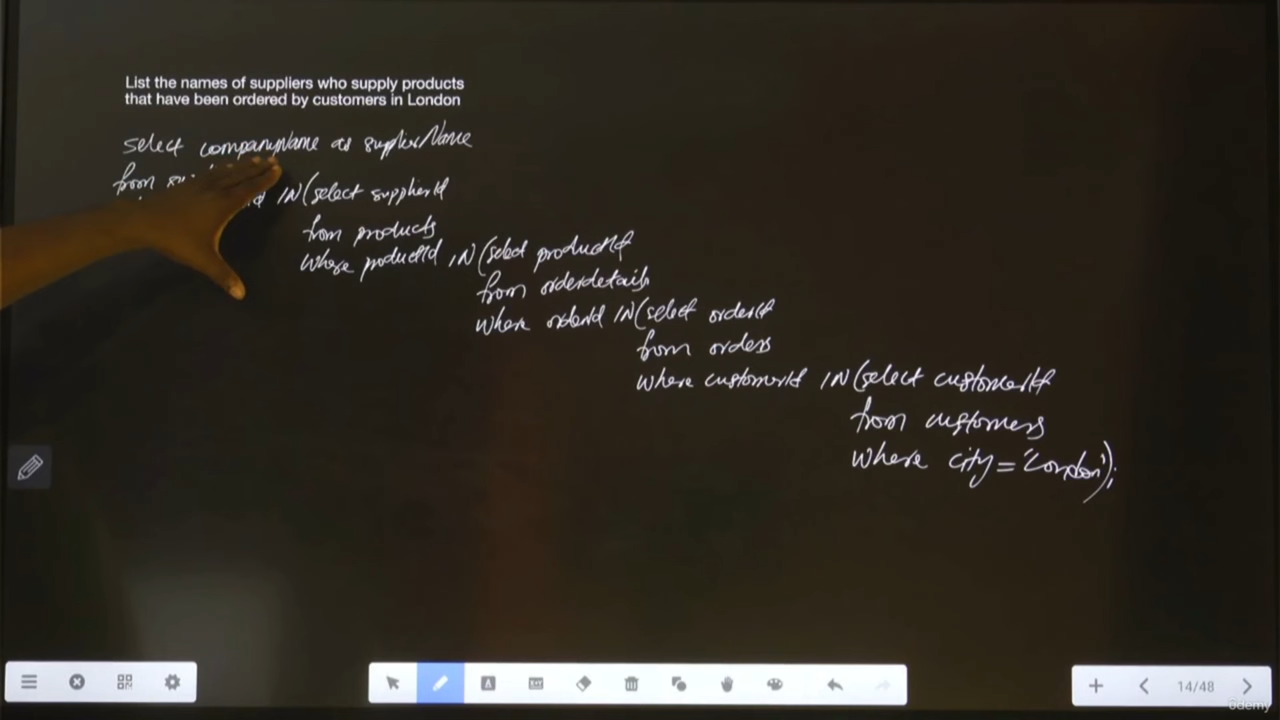 List the names of suppliers who supply products
that have been ordered by customers in London
select companyName as supplierName
from
IN(select supplierId
from products
where productId IN(select productId
from orderdetails
where orderId IN(select orderId
from orders
where customerId IN(select customerId
from customers
where city='London');
14/48
ûdemy